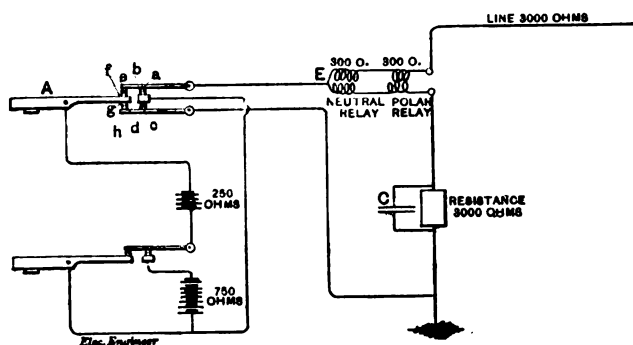 LINE 3000 OHMS
300 O. 300 O.
E
b
a
f
e
A
g
h d c
NEUTRAL RELAY
POLAR RELAY
C
RESISTANCE
3000 OHMS
250
OHMS
750
OHMS
Elec. Engineer